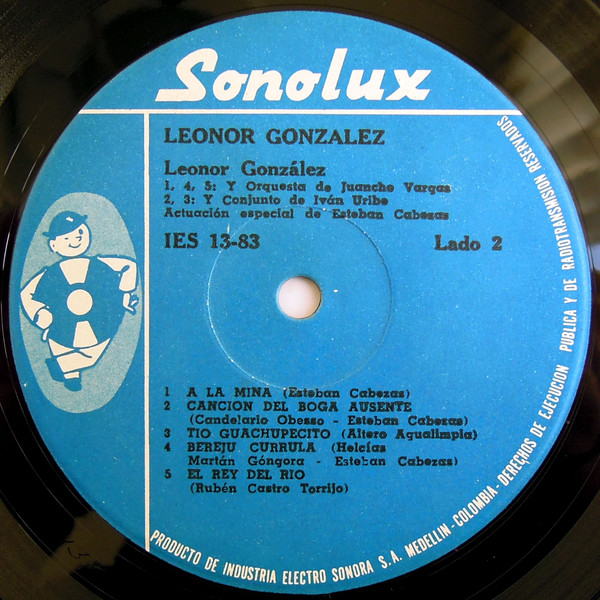 Sonolux
LEONOR GONZALEZ
Leonor González
1, 4, 5: Y Orquesta de Juancho Vargas
2, 3: Y Conjunto de Iván Uribe
Actuación especial de Esteban Cabezas
IES 13-83 Lado 2
1 A LA MINA (Esteban Cabezas)
2 CANCION DEL BOGA AUSENTE
(Candelario Obesso - Esteban Cabezas)
3 TIO GUACHUPECITO (Altero Agualimpia)
4 BEREJU CURRULA (Helcías
Martán Góngora - Esteban Cabezas)
5 EL REY DEL RIO
(Rubén Castro Torrijo)
PRODUCTO DE INDUSTRIA ELECTRO SONORA S.A. MEDELLIN-COLOMBIA-DERECHOS DE EJECUCION PUBLICA Y DE RADIOTRANSMISION RESERVADOS